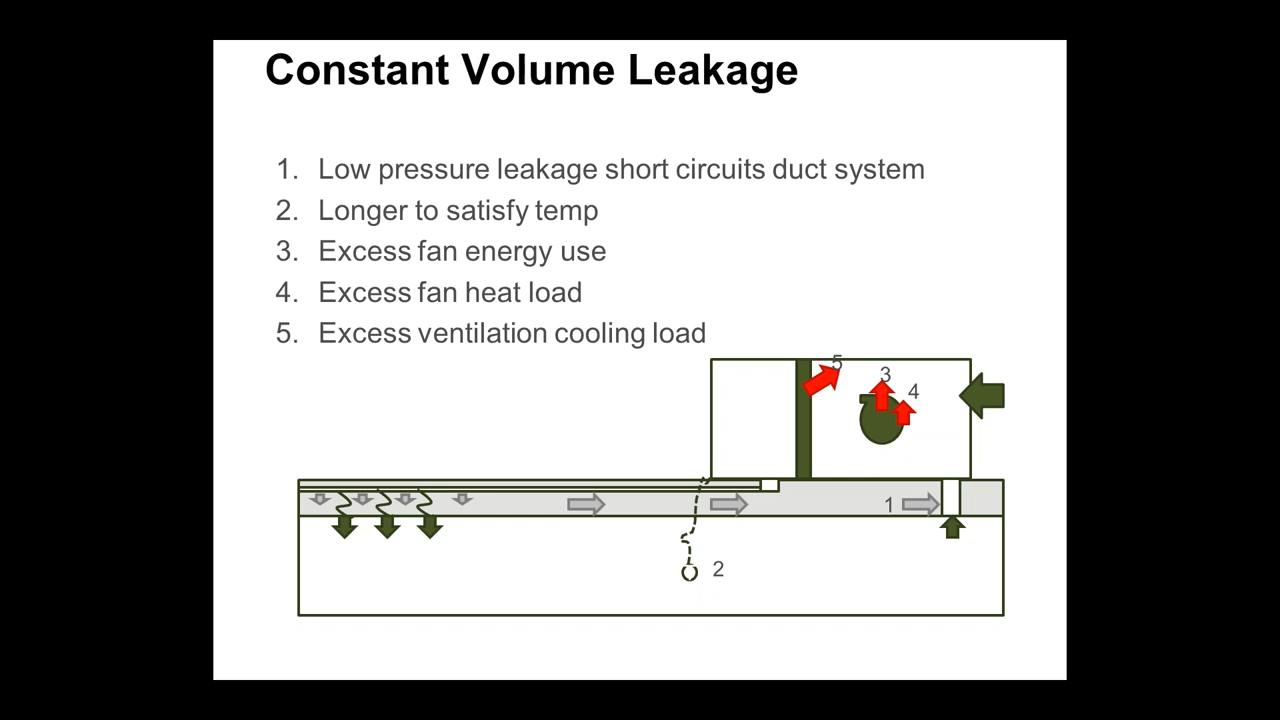 Constant Volume Leakage
1. Low pressure leakage short circuits duct system
2. Longer to satisfy temp
3. Excess fan energy use
4. Excess fan heat load
5. Excess ventilation cooling load
5
3
4
1
2